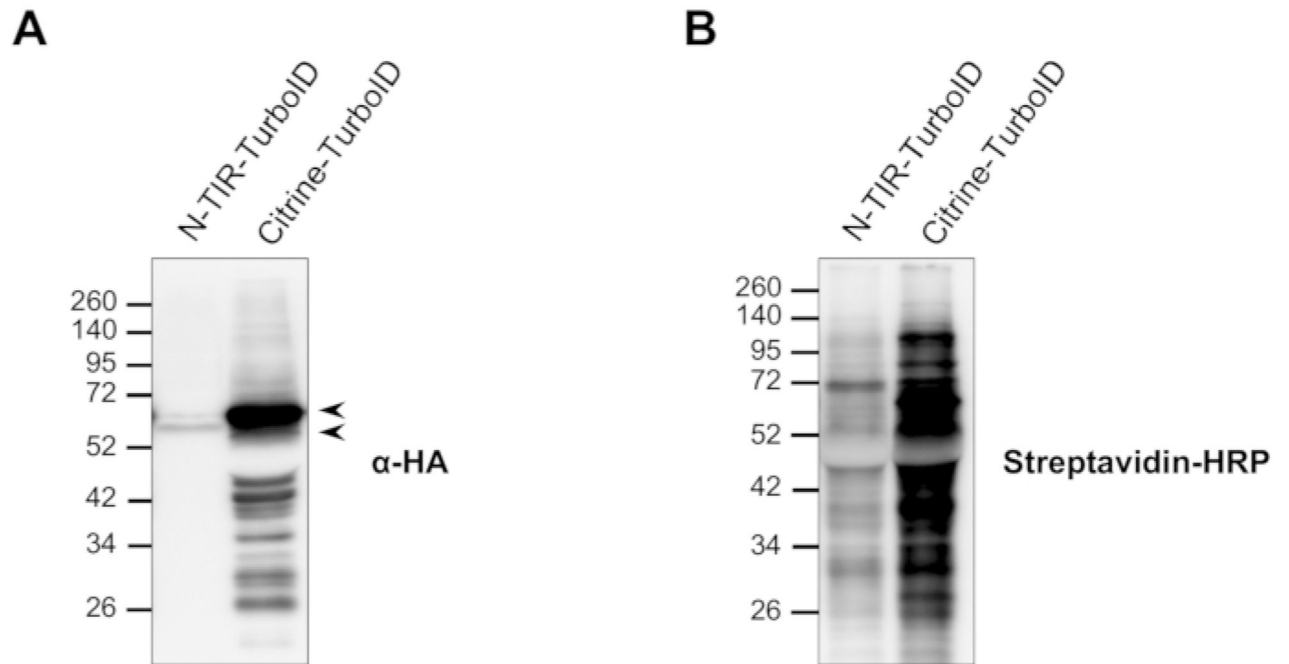 A
N-TIR-TurboID
Citrine-TurboID
260
140
95
72
52
42
34
26
α-HA
B
N-TIR-TurboID
Citrine-TurboID
260
140
95
72
52
42
34
26
Streptavidin-HRP